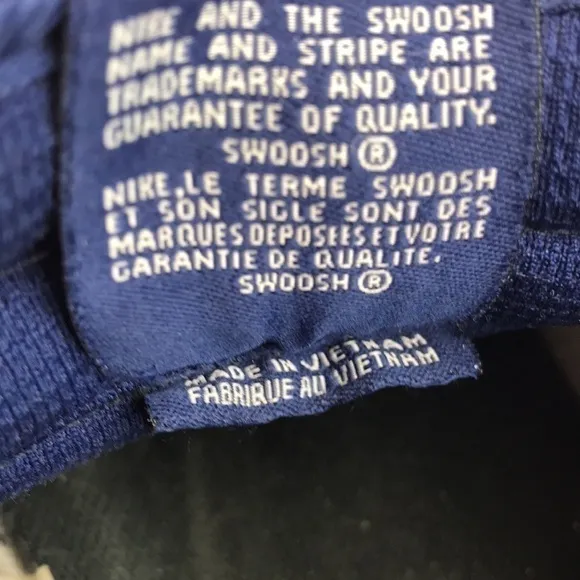 NIKE AND THE SWOOSH
NAME AND STRIPE ARE
TRADEMARKS AND YOUR
GUARANTEE OF QUALITY.
SWOOSH ®
NIKE, LE TERME SWOOSH
ET SON SIGLE SONT DES
MARQUES DEPOSEES ET VOTRE
GARANTIE DE QUALITE.
SWOOSH ®
MADE IN VIETNAM
FABRIQUE AU VIETNAM